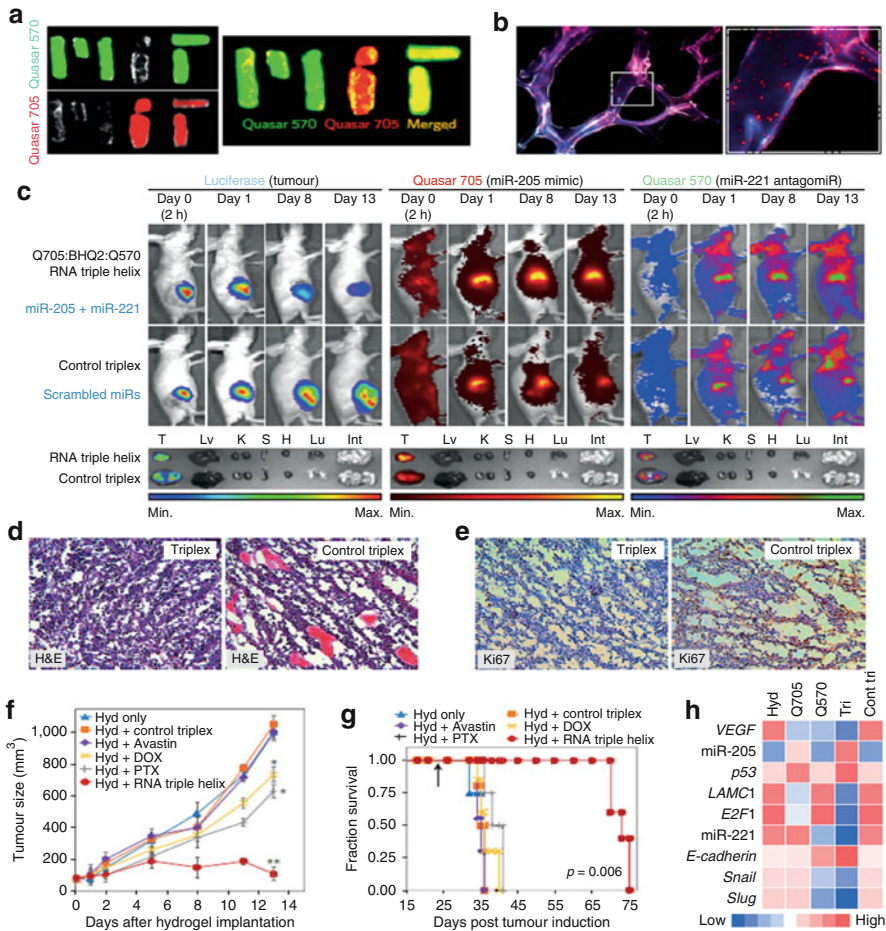 a
Quasar 570
Quasar 705
Quasar 570 Quasar 705 Merged
b
c
Luciferase (tumour)
Day 0 Day 1 Day 8 Day 13
(2 h)
Quasar 705 (miR-205 mimic)
Day 0 Day 1 Day 8 Day 13
(2 h)
Quasar 570 (miR-221 antagomiR)
Day 0 Day 1 Day 8 Day 13
(2 h)
Q705:BHQ2:Q570
RNA triple helix
miR-205 + miR-221
Control triplex
Scrambled miRs
T Lv K S H Lu Int
T Lv K S H Lu Int
T Lv K S H Lu Int
RNA triple helix
Control triplex
Min. Max.
Min. Max.
Min. Max.
d
Triplex
H&E
Control triplex
H&E
e
Triplex
Ki67
Control triplex
Ki67
f
Hyd only
Hyd + control triplex
Hyd + Avastin
Hyd + DOX
Hyd + PTX
Hyd + RNA triple helix
Tumour size (mm³)
1,000
800
600
400
200
0
*
*
**
0 2 4 6 8 10 12 14
Days after hydrogel implantation
g
Hyd only
Hyd + Avastin
Hyd + PTX
Hyd + control triplex
Hyd + DOX
Hyd + RNA triple helix
Fraction survival
1.00
0.75
0.50
0.25
0.00
p = 0.006
15 25 35 45 55 65 75
Days post tumour induction
h
Hyd
Q705
Q570
Tri
Cont tri
VEGF
miR-205
p53
LAMC1
E2F1
miR-221
E-cadherin
Snail
Slug
Low High